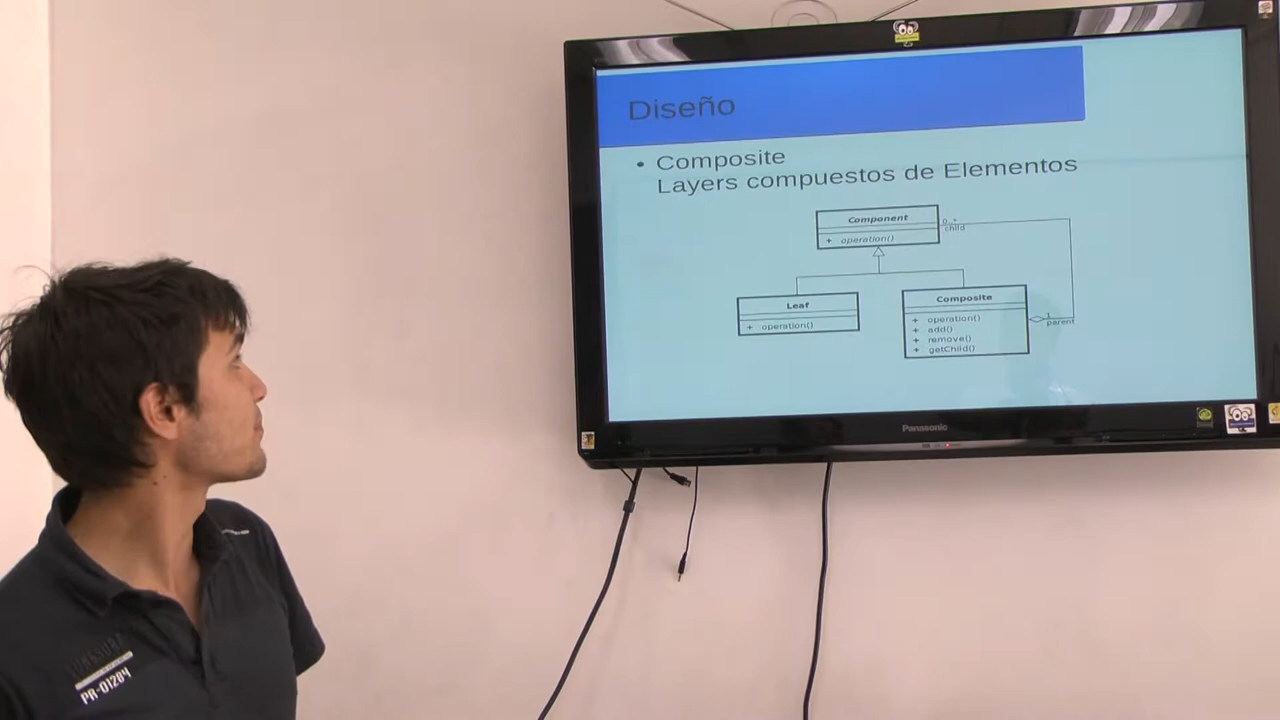 Diseño
• Composite
Layers compuestos de Elementos
Component
+ operation()
0..*
child
Leaf
+ operation()
Composite
+ operation()
+ add()
+ remove()
+ getChild()
1
parent
Panasonic
PR-01204